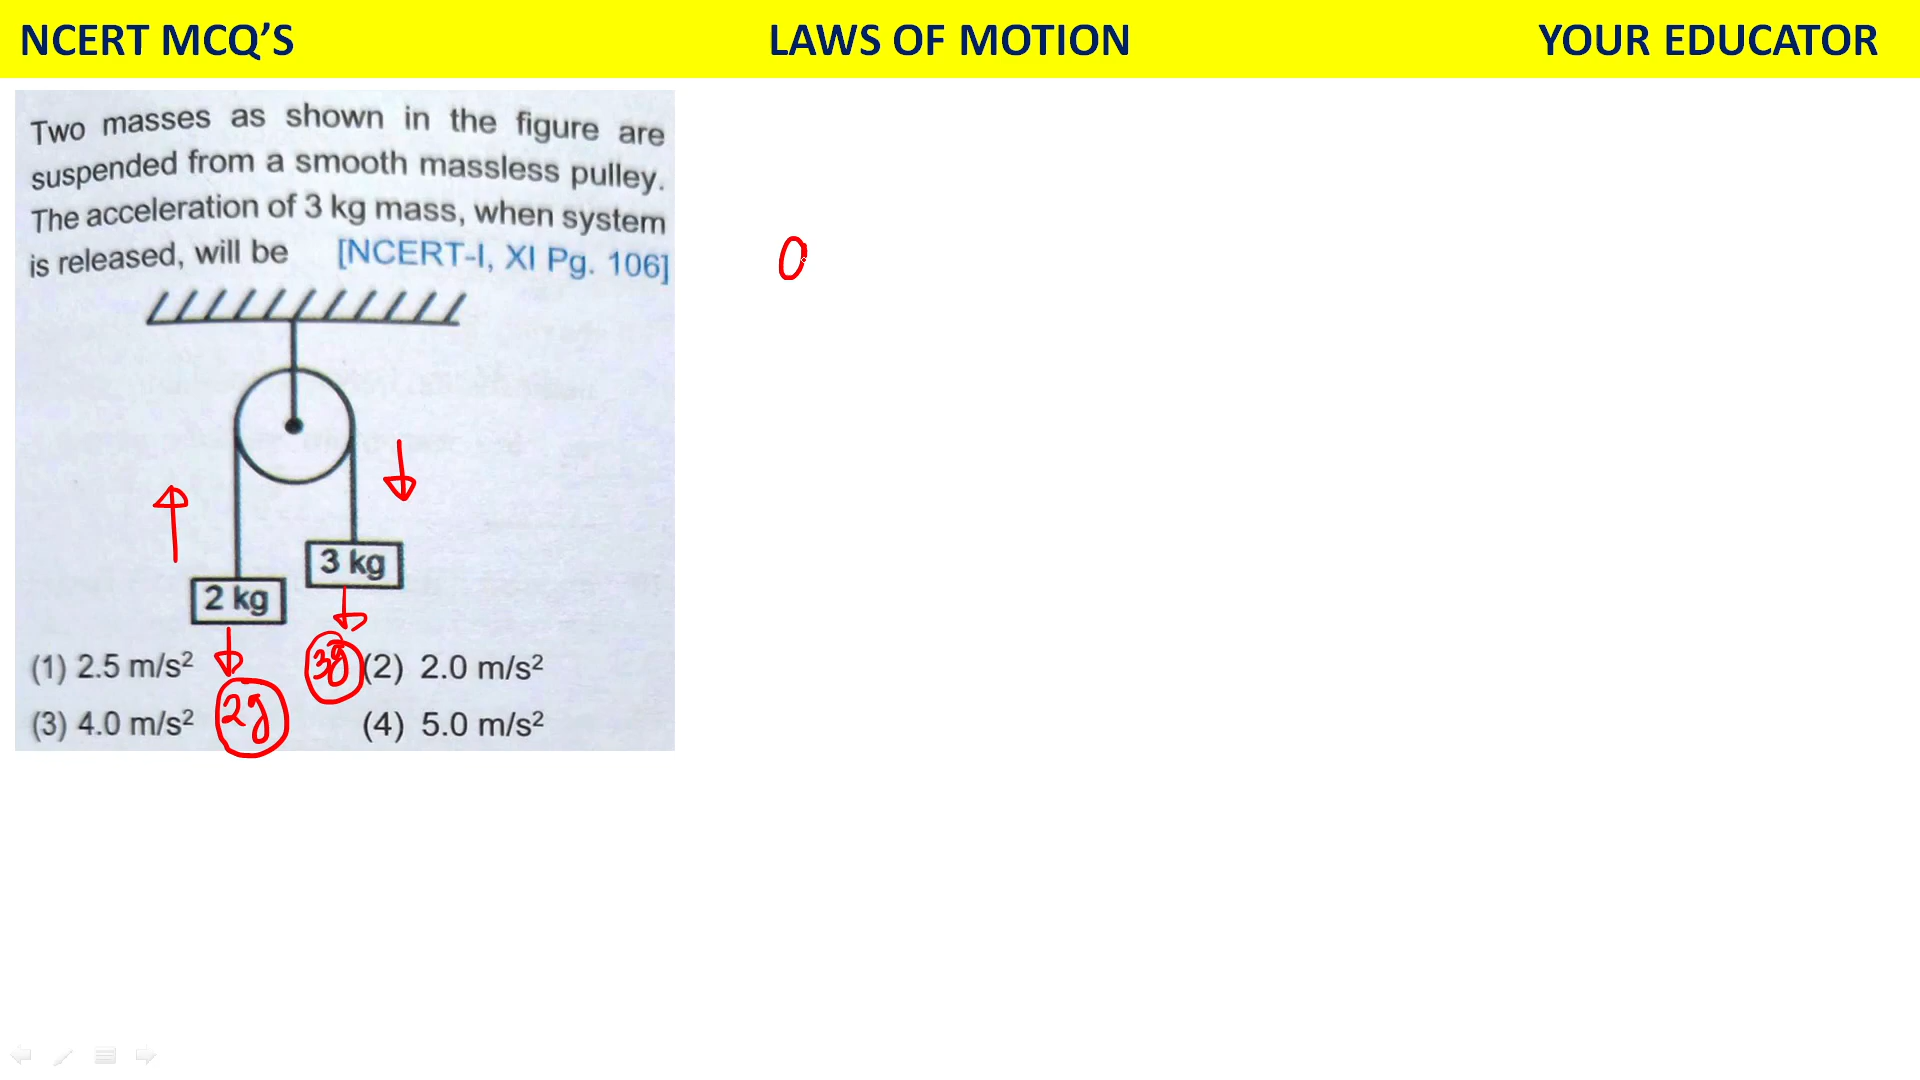 NCERT MCQ’S LAWS OF MOTION YOUR EDUCATOR
Two masses as shown in the figure are
suspended from a smooth massless pulley.
The acceleration of 3 kg mass, when system
is released, will be [NCERT-I, XI Pg. 106]
0
3 kg
2 kg
(1) 2.5 m/s² 3g (2) 2.0 m/s²
(3) 4.0 m/s² 2g (4) 5.0 m/s²